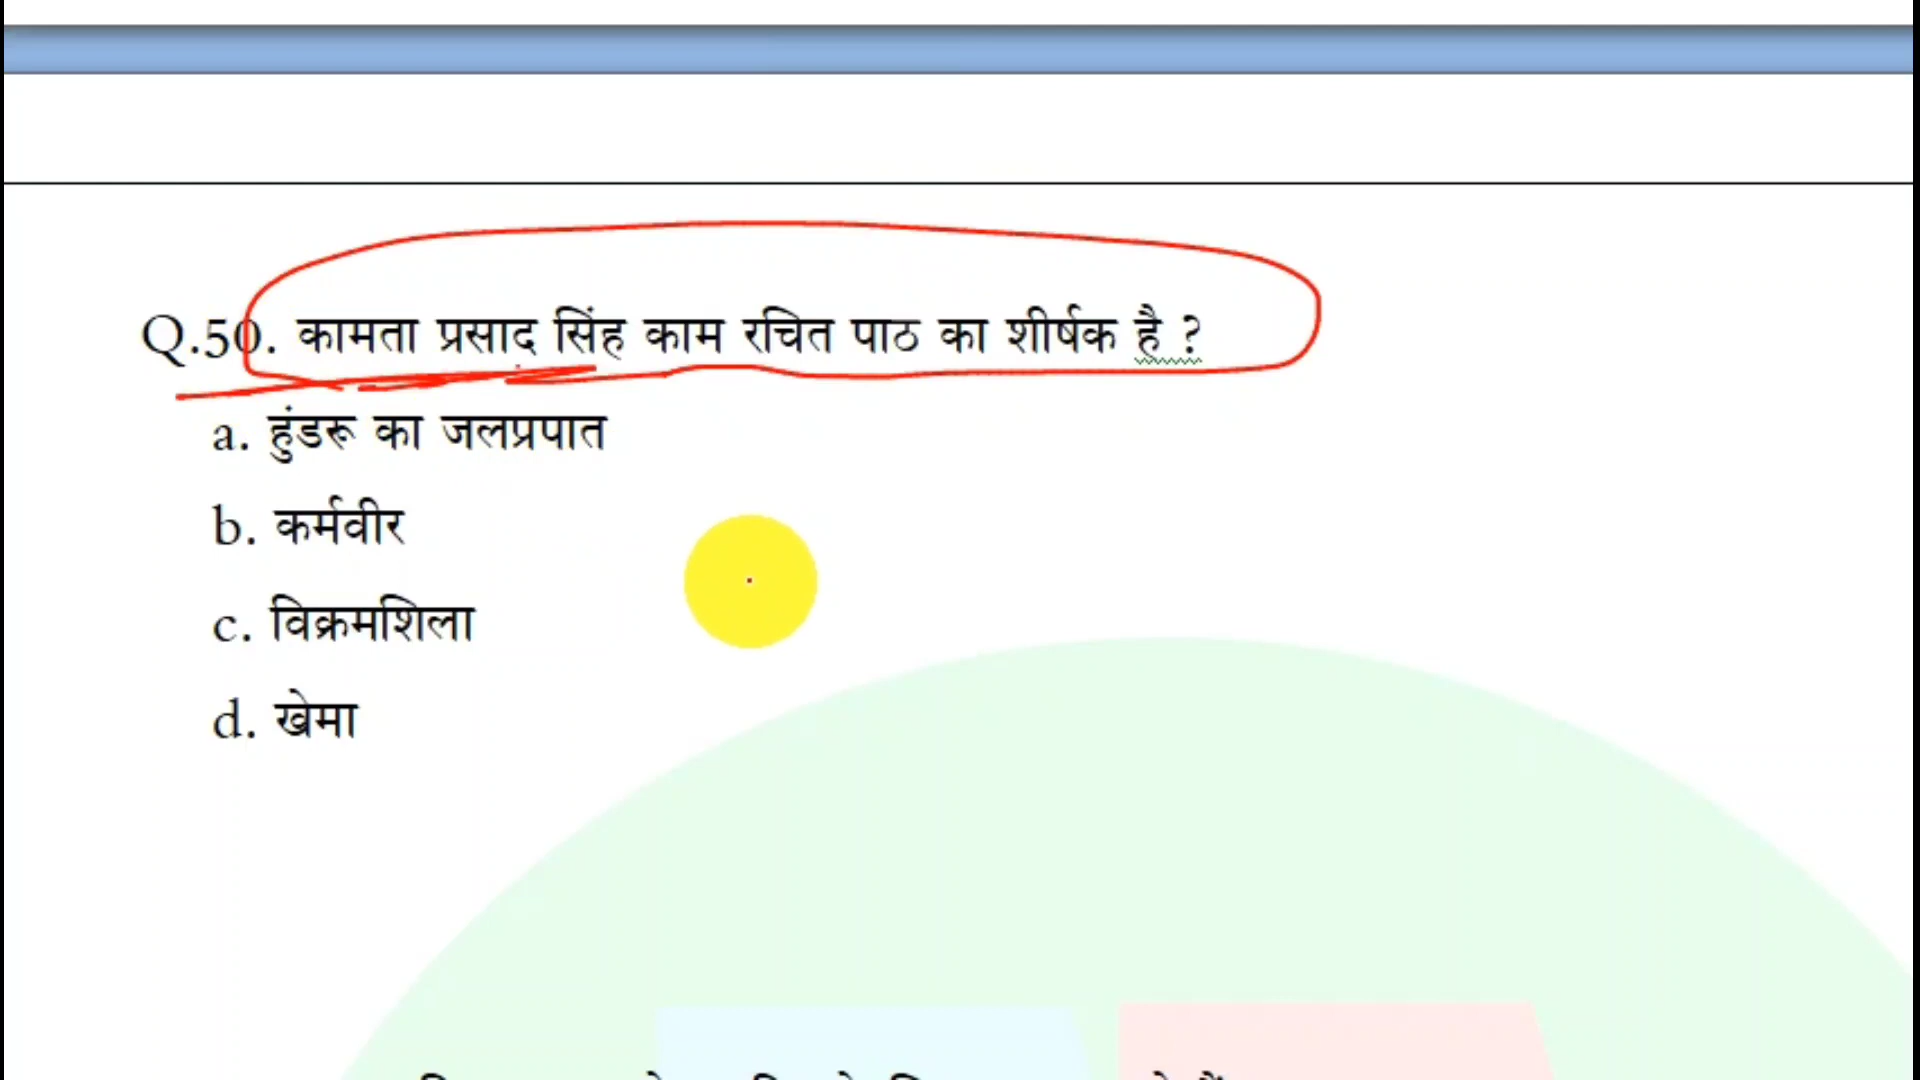 Q.50. कामता प्रसाद सिंह काम रचित पाठ का शीर्षक है ?
a. हुंडरू का जलप्रपात
b. कर्मवीर
c. विक्रमशिला
d. खेमा